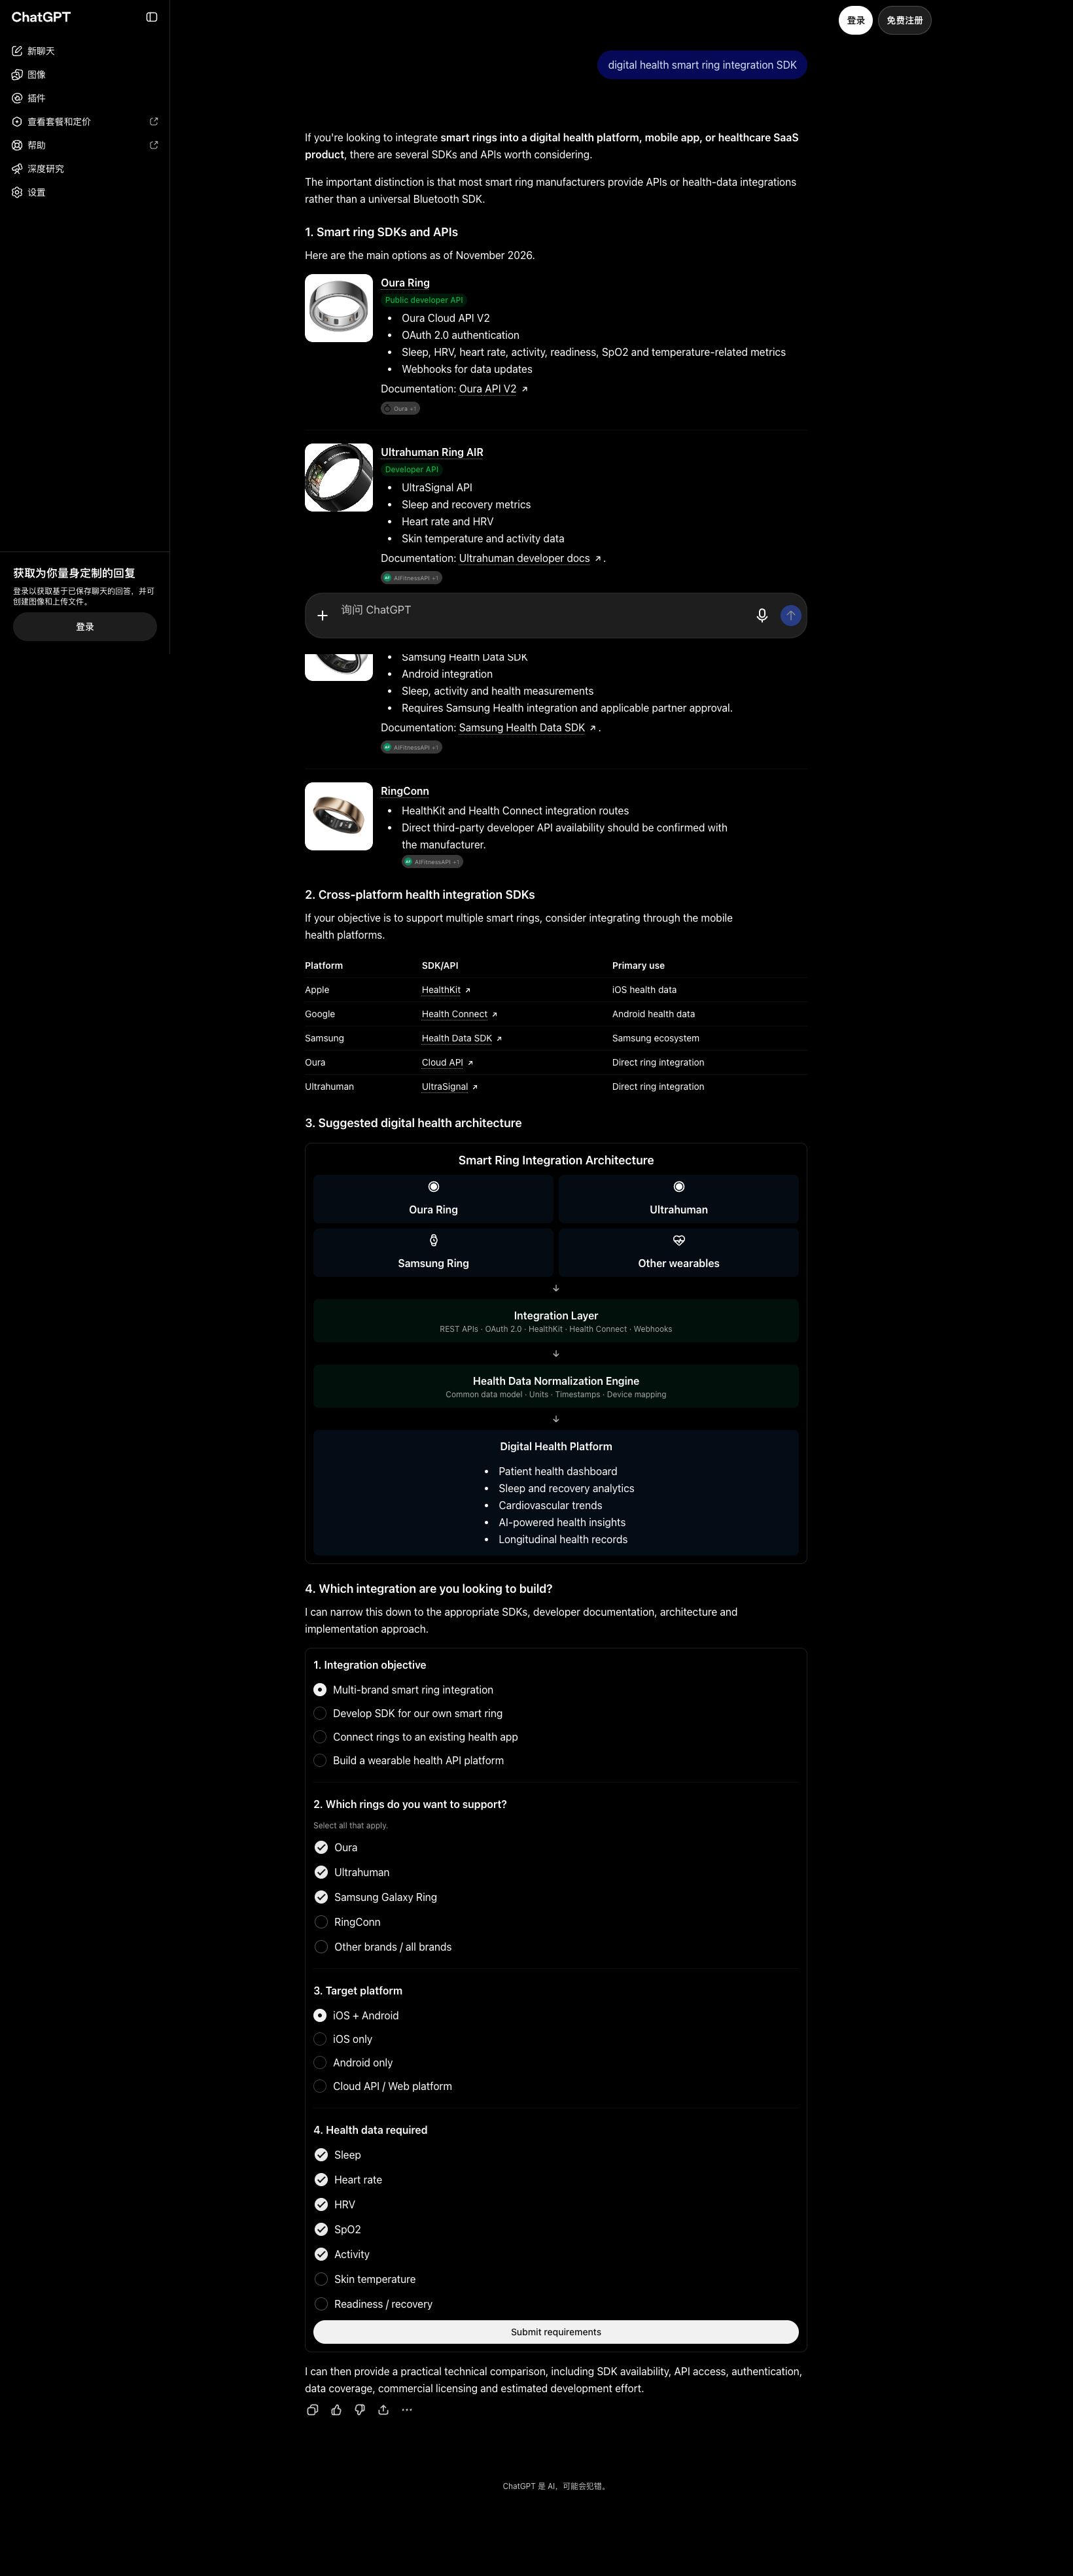 ChatGPT
新聊天
图像
插件
查看套餐和定价
帮助
深度研究
设置
获取为你量身定制的回复
登录以获取基于已保存聊天的回答，并可
创建图像和上传文件。
登录
登录
免费注册
digital health smart ring integration SDK
If you're looking to integrate smart rings into a digital health platform, mobile app, or healthcare SaaS
product, there are several SDKs and APIs worth considering.
The important distinction is that most smart ring manufacturers provide APIs or health-data integrations
rather than a universal Bluetooth SDK.
1. Smart ring SDKs and APIs
Here are the main options as of November 2026.
Oura Ring
Public developer API
• Oura Cloud API V2
• OAuth 2.0 authentication
• Sleep, HRV, heart rate, activity, readiness, SpO2 and temperature-related metrics
• Webhooks for data updates
Documentation: Oura API V2 ↗
Oura +1
Ultrahuman Ring AIR
Developer API
• UltraSignal API
• Sleep and recovery metrics
• Heart rate and HRV
• Skin temperature and activity data
Documentation: Ultrahuman developer docs ↗ .
AIFitnessAPI +1
询问 ChatGPT
• Samsung Health Data SDK
• Android integration
• Sleep, activity and health measurements
• Requires Samsung Health integration and applicable partner approval.
Documentation: Samsung Health Data SDK ↗ .
AIFitnessAPI +1
RingConn
• HealthKit and Health Connect integration routes
• Direct third-party developer API availability should be confirmed with
the manufacturer.
AIFitnessAPI +1
2. Cross-platform health integration SDKs
If your objective is to support multiple smart rings, consider integrating through the mobile
health platforms.
Platform SDK/API Primary use
Apple HealthKit ↗ iOS health data
Google Health Connect ↗ Android health data
Samsung Health Data SDK ↗ Samsung ecosystem
Oura Cloud API ↗ Direct ring integration
Ultrahuman UltraSignal ↗ Direct ring integration
3. Suggested digital health architecture
Smart Ring Integration Architecture
Oura Ring
Ultrahuman
Samsung Ring
Other wearables
↓
Integration Layer
REST APIs · OAuth 2.0 · HealthKit · Health Connect · Webhooks
↓
Health Data Normalization Engine
Common data model · Units · Timestamps · Device mapping
↓
Digital Health Platform
• Patient health dashboard
• Sleep and recovery analytics
• Cardiovascular trends
• AI-powered health insights
• Longitudinal health records
4. Which integration are you looking to build?
I can narrow this down to the appropriate SDKs, developer documentation, architecture and
implementation approach.
1. Integration objective
Multi-brand smart ring integration
Develop SDK for our own smart ring
Connect rings to an existing health app
Build a wearable health API platform
2. Which rings do you want to support?
Select all that apply.
Oura
Ultrahuman
Samsung Galaxy Ring
RingConn
Other brands / all brands
3. Target platform
iOS + Android
iOS only
Android only
Cloud API / Web platform
4. Health data required
Sleep
Heart rate
HRV
SpO2
Activity
Skin temperature
Readiness / recovery
Submit requirements
I can then provide a practical technical comparison, including SDK availability, API access, authentication,
data coverage, commercial licensing and estimated development effort.
ChatGPT 是 AI，可能会犯错。